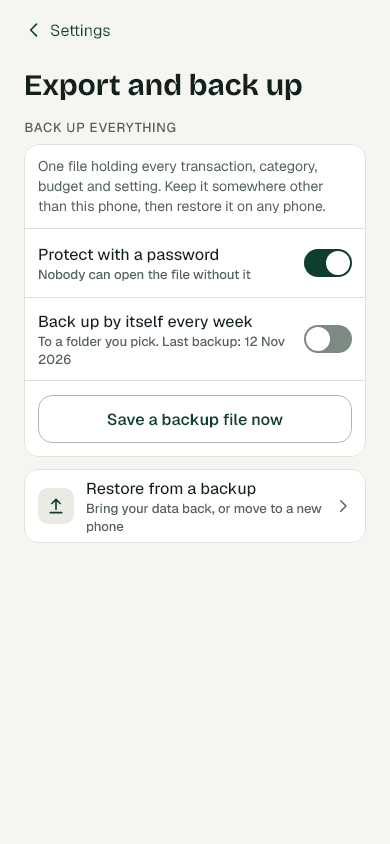 Settings
Export and back up
BACK UP EVERYTHING
One file holding every transaction, category,
budget and setting. Keep it somewhere other
than this phone, then restore it on any phone.
Protect with a password
Nobody can open the file without it
Back up by itself every week
To a folder you pick. Last backup: 12 Nov
2026
Save a backup file now
Restore from a backup
Bring your data back, or move to a new
phone